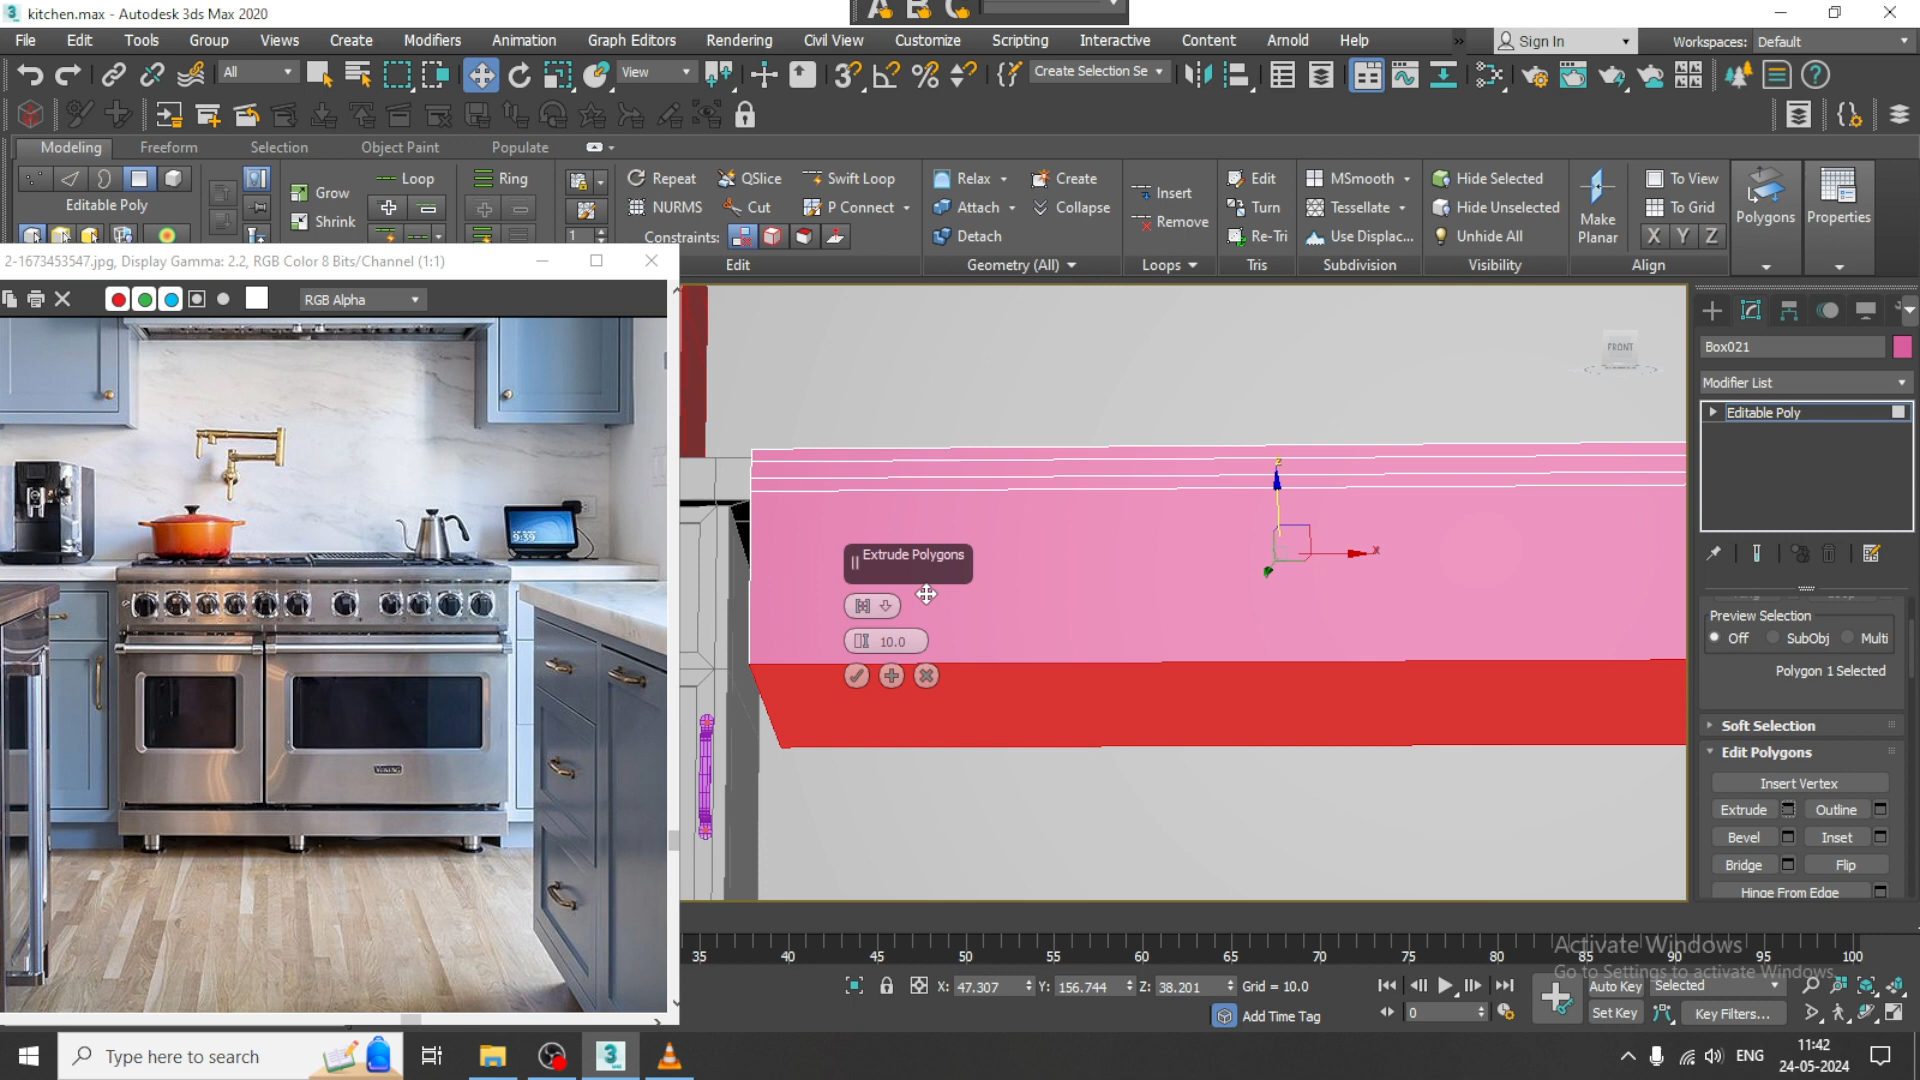 kitchen.max - Autodesk 3ds Max 2020
File Edit Tools Group Views Create Modifiers Animation Graph Editors Rendering Civil View Customize Scripting Interactive Content Arnold Help
Sign In
Workspaces: Default
All
View
Create Selection Se
Modeling Freeform Selection Object Paint Populate
Editable Poly
Grow
Shrink
Loop
Ring
1
Repeat QSlice Swift Loop
NURMS Cut P Connect
Constraints:
Edit
Relax Create
Attach Collapse
Detach
Geometry (All)
Insert
Remove
Loops
Edit
Turn
Re-Tri
Tris
MSmooth
Tessellate
Use Displac...
Subdivision
Hide Selected
Hide Unselected
Unhide All
Visibility
Make
Planar
To View
To Grid
X Y Z
Align
Polygons
Properties
2-1673453547.jpg, Display Gamma: 2.2, RGB Color 8 Bits/Channel (1:1)
RGB Alpha
9:39
VIKING
FRONT
z
x
Extrude Polygons
10.0
Box021
Modifier List
Editable Poly
Preview Selection
Off SubObj Multi
Polygon 1 Selected
Soft Selection
Edit Polygons
Insert Vertex
Extrude Outline
Bevel Inset
Bridge Flip
Hinge From Edge
35 40 45 50 55 60 65 70 75 80 85 90 95 100
Activate Windows
Go to Settings to activate Windows.
X: 47.307 Y: 156.744 Z: 38.201 Grid = 10.0
Add Time Tag
0
Auto Key Selected
Set Key Key Filters...
Type here to search
ENG
11:42
24-05-2024